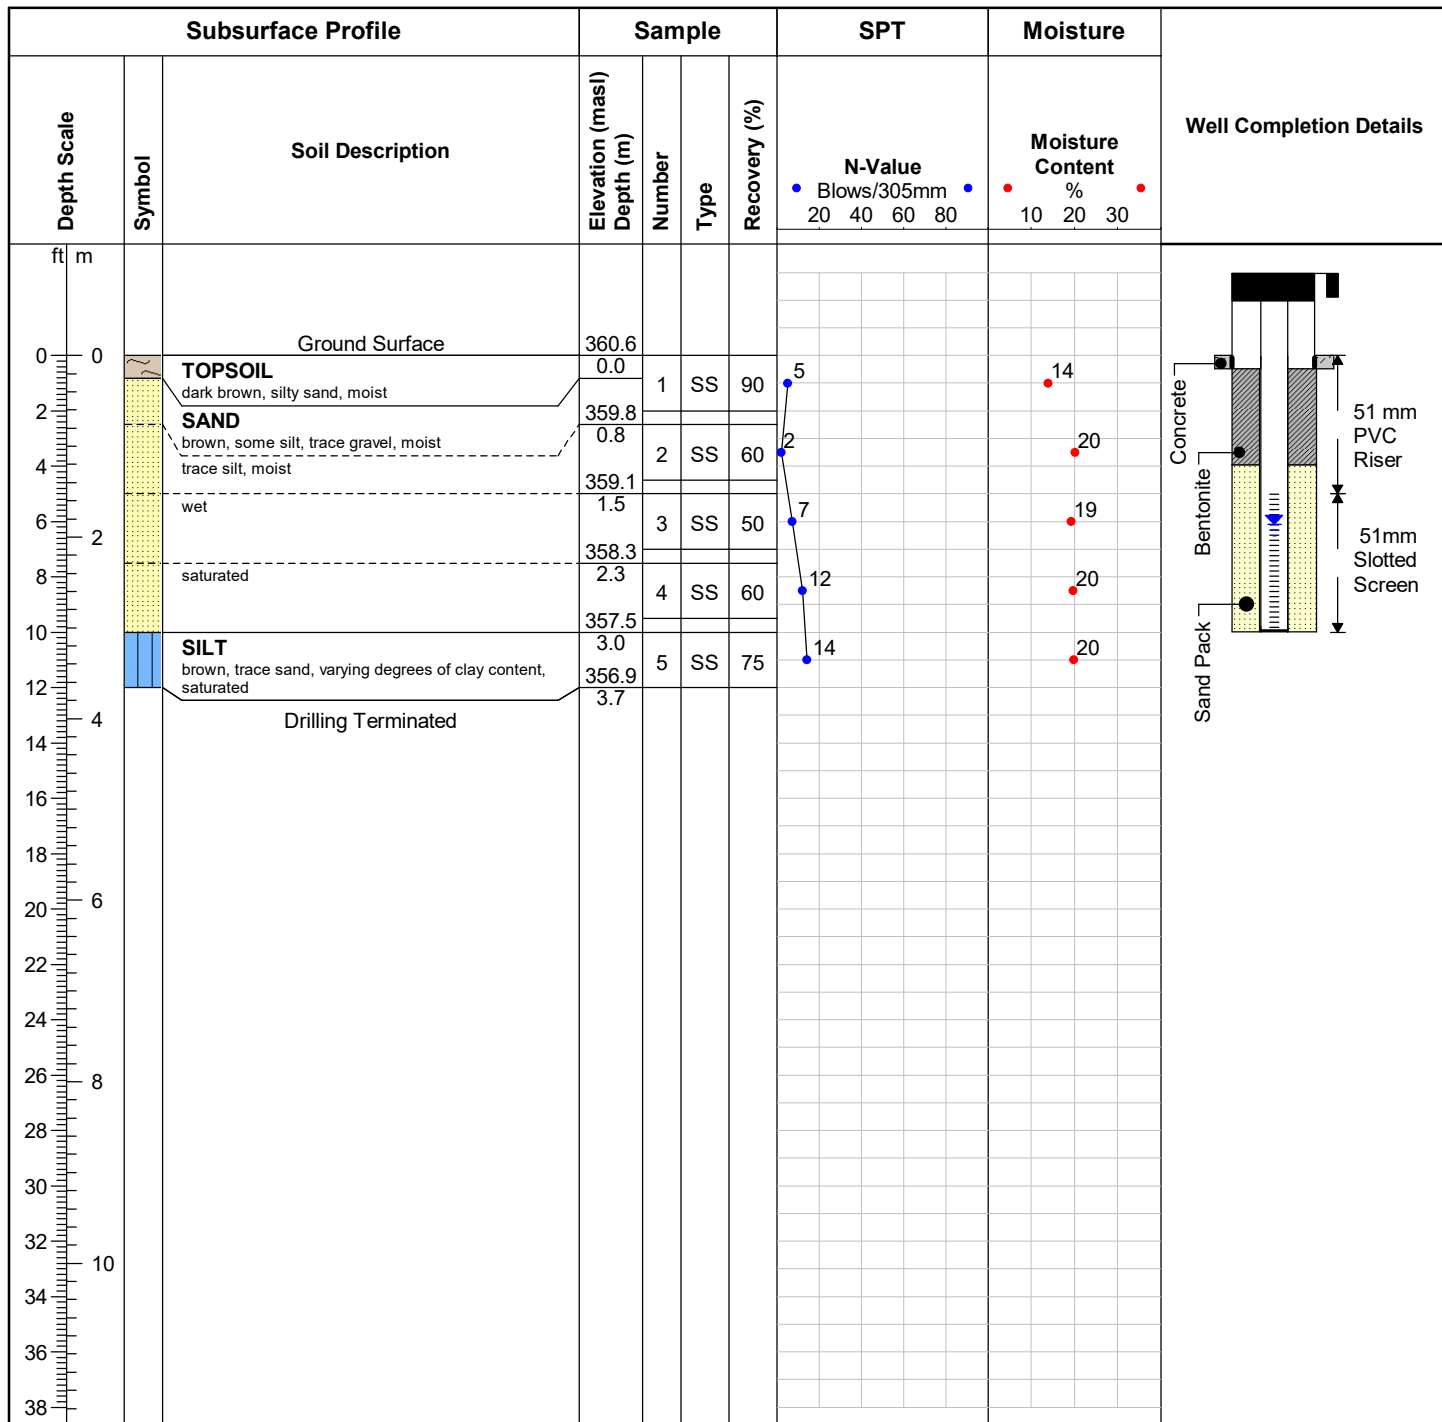 Subsurface Profile
Sample
SPT
Moisture
Depth Scale
Symbol
Soil Description
Elevation (masl)
Depth (m)
Number
Type
Recovery (%)
N-Value
Blows/305mm
20 40 60 80
Moisture
Content
%
10 20 30
Well Completion Details
ft m
Ground Surface
360.6
0 0
TOPSOIL
dark brown, silty sand, moist
0.0
1 SS 90
5
14
2
SAND
brown, some silt, trace gravel, moist
359.8
0.8
2 SS 60
2
20
4
trace silt, moist
359.1
wet
1.5
3 SS 50
7
19
6
2
358.3
saturated
2.3
4 SS 60
12
20
8
357.5
10
SILT
brown, trace sand, varying degrees of clay content,
saturated
3.0
5 SS 75
14
20
356.9
12
3.7
Drilling Terminated
4
14
16
18
20
6
22
24
26
8
28
30
32
10
34
36
38
Concrete
Bentonite
Sand Pack
51 mm
PVC
Riser
51mm
Slotted
Screen